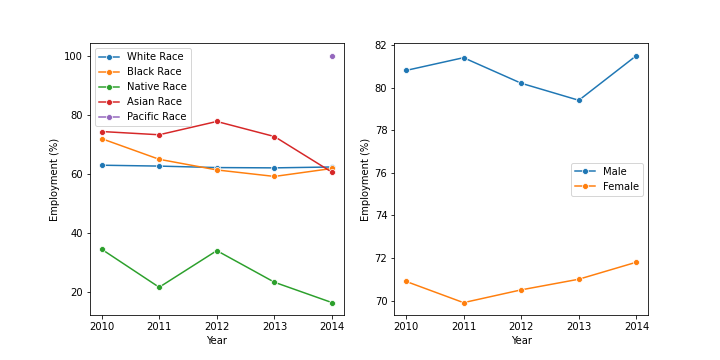 100
80
60
40
20
Employment (%)
White Race
Black Race
Native Race
Asian Race
Pacific Race
2010 2011 2012 2013 2014
Year
82
80
78
76
74
72
70
Employment (%)
Male
Female
2010 2011 2012 2013 2014
Year